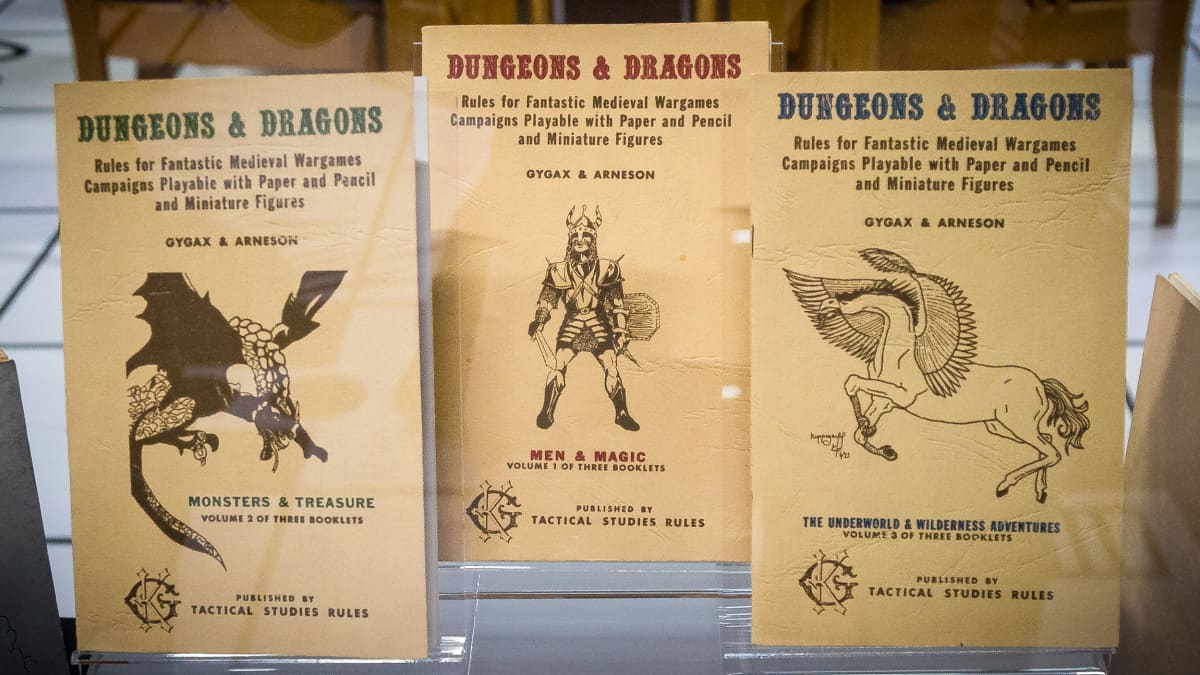 DUNGEONS & DRAGONS
Rules for Fantastic Medieval Wargames
Campaigns Playable with Paper and Pencil
and Miniature Figures
GYGAX & ARNESON
MONSTERS & TREASURE
VOLUME 2 OF THREE BOOKLETS
PUBLISHED BY
TACTICAL STUDIES RULES
DUNGEONS & DRAGONS
Rules for Fantastic Medieval Wargames
Campaigns Playable with Paper and Pencil
and Miniature Figures
GYGAX & ARNESON
MEN & MAGIC
VOLUME 1 OF THREE BOOKLETS
GK
PUBLISHED BY
TACTICAL STUDIES RULES
DUNGEONS & DRAGONS
Rules for Fantastic Medieval Wargames
Campaigns Playable with Paper and Pencil
and Miniature Figures
GYGAX & ARNESON
Hippogriff
THE UNDERWORLD & WILDERNESS ADVENTURES
VOLUME 3 OF THREE BOOKLETS
GK
PUBLISHED BY
TACTICAL STUDIES RULES